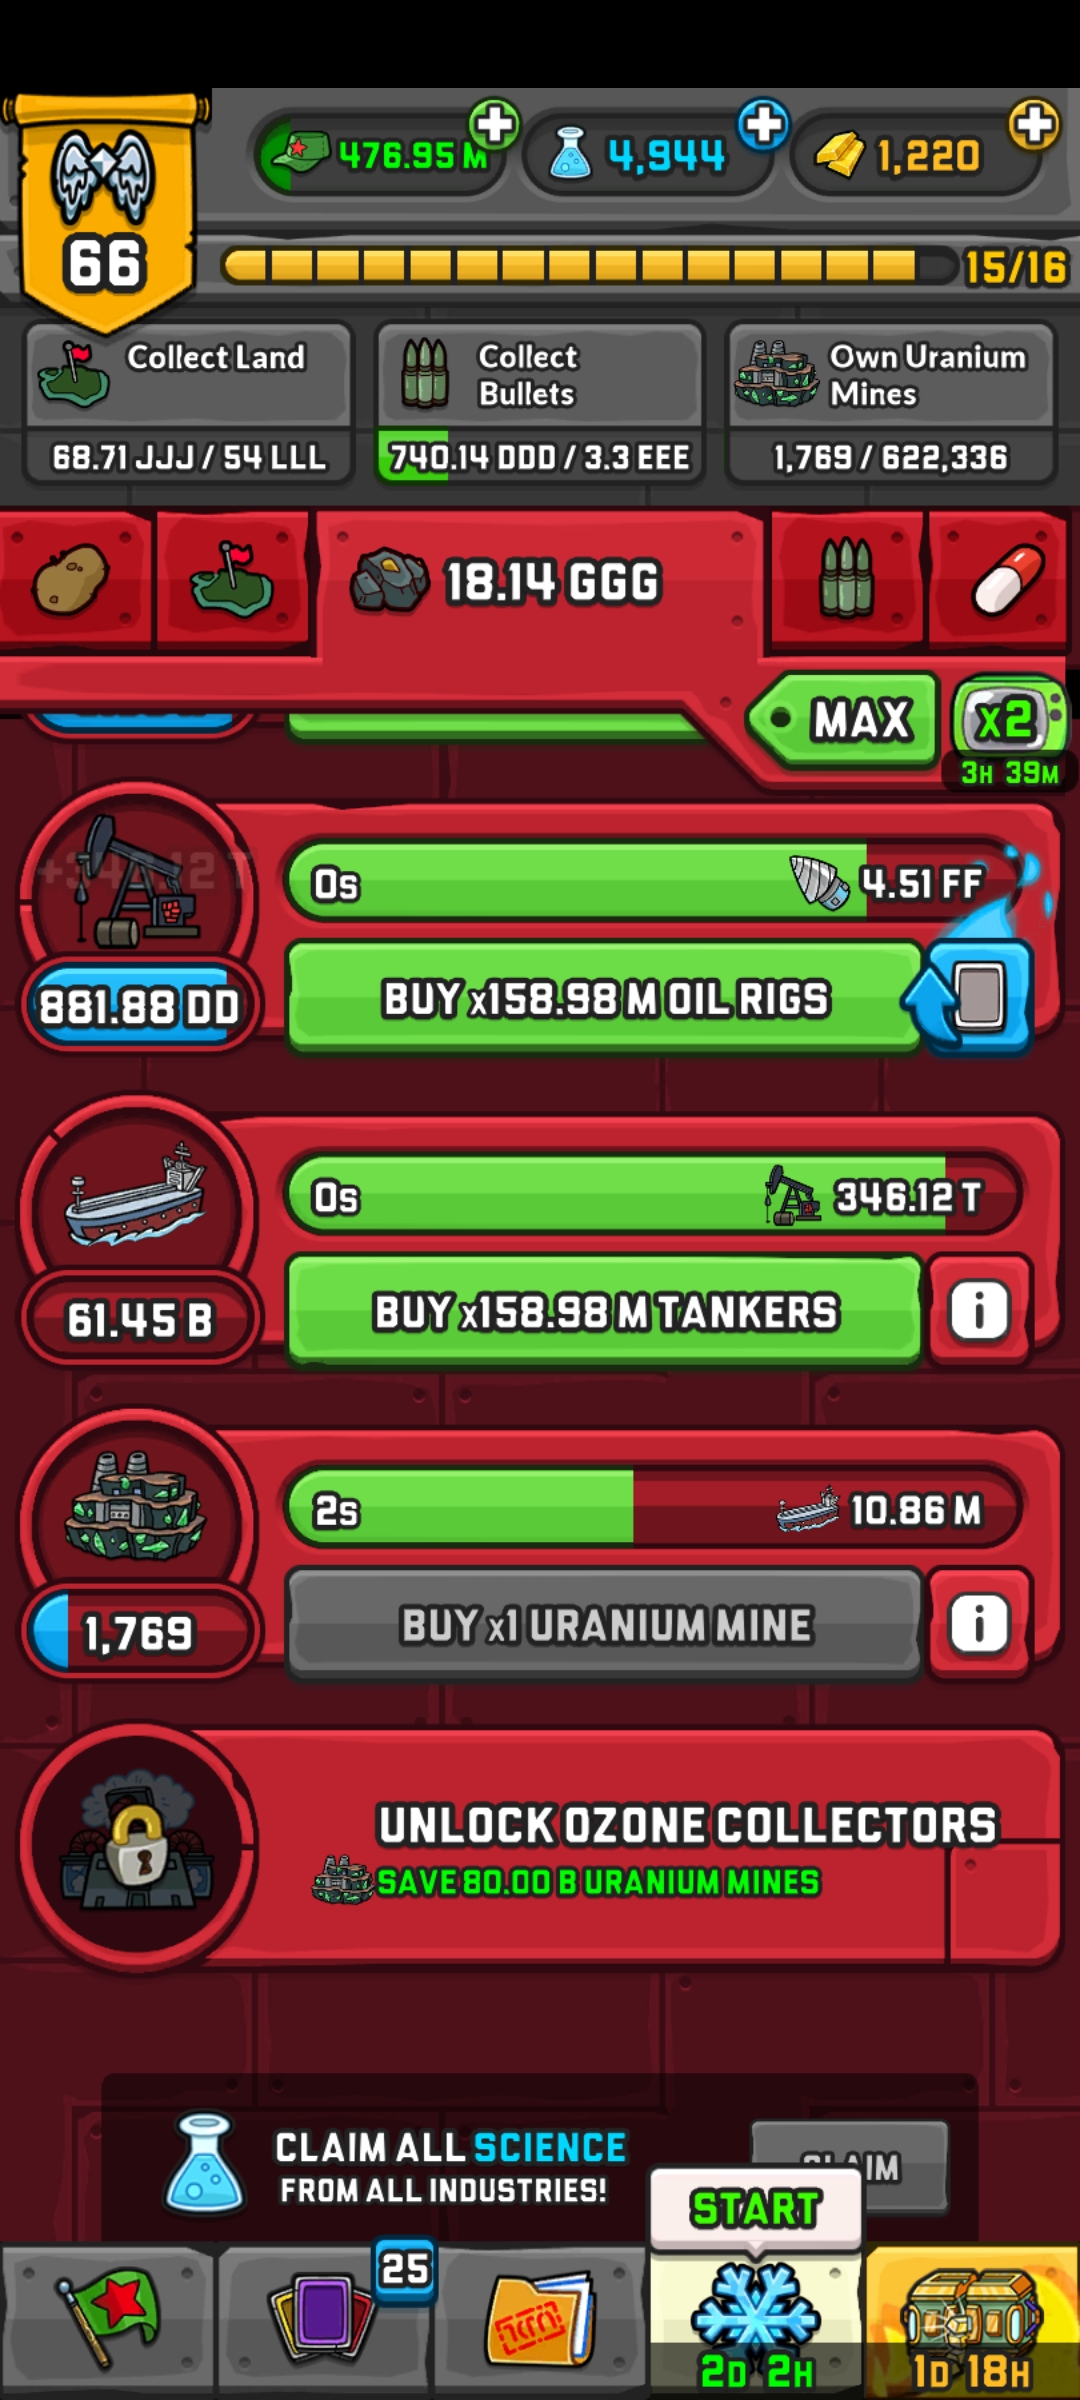 476.95 M
4,944
1,220
66
15/16
Collect Land
68.71 JJJ / 54 LLL
Collect
Bullets
740.14 DDD / 3.3 EEE
Own Uranium
Mines
1,769 / 622,336
18.14 GGG
MAX
x2
3H 39M
+346.12 T
0s
4.51 FF
881.88 DD
BUY x158.98 M OIL RIGS
0s
346.12 T
61.45 B
BUY x158.98 M TANKERS
i
2s
10.86 M
1,769
BUY x1 URANIUM MINE
i
UNLOCK OZONE COLLECTORS
SAVE 80.00 B URANIUM MINES
CLAIM ALL SCIENCE
FROM ALL INDUSTRIES!
CLAIM
START
25
2D 2H
1D 18H